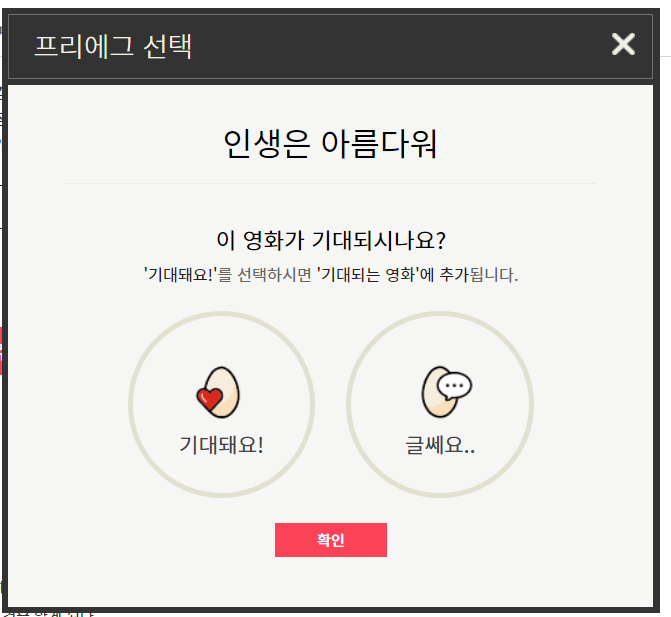 프리에그 선택
인생은 아름다워
이 영화가 기대되시나요?
'기대돼요!'를 선택하시면 '기대되는 영화'에 추가됩니다.
기대돼요!
글쎄요..
확인